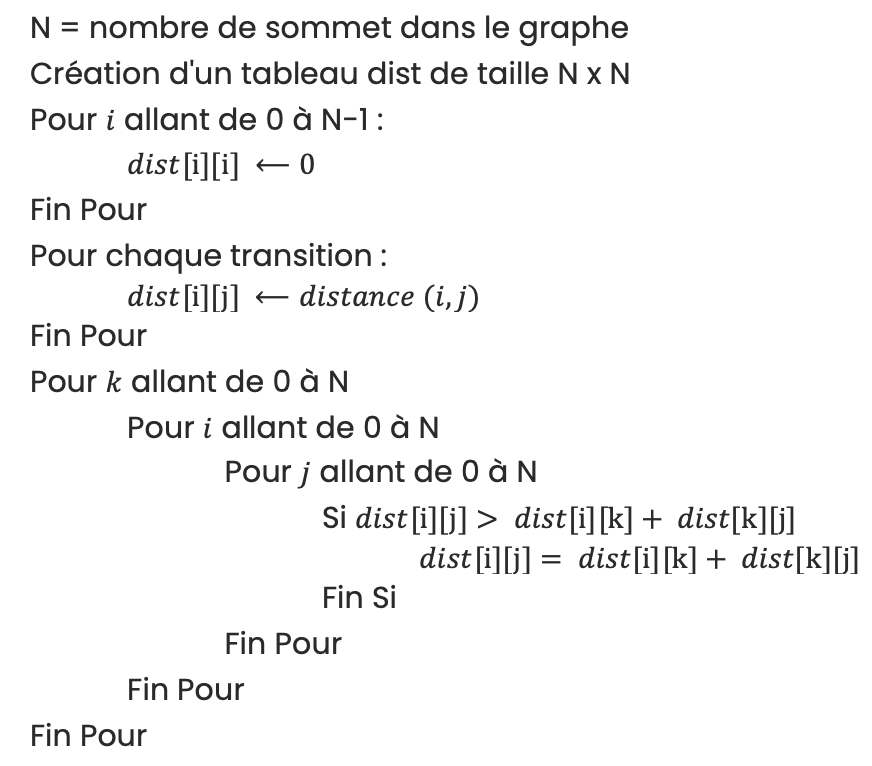 N = nombre de sommet dans le graphe
Création d'un tableau dist de taille N x N
Pour i allant de 0 à N-1 :
dist[i][i] ← 0
Fin Pour
Pour chaque transition :
dist[i][j] ← distance (i,j)
Fin Pour
Pour k allant de 0 à N
Pour i allant de 0 à N
Pour j allant de 0 à N
Si dist[i][j] > dist[i][k] + dist[k][j]
dist[i][j] = dist[i][k] + dist[k][j]
Fin Si
Fin Pour
Fin Pour
Fin Pour